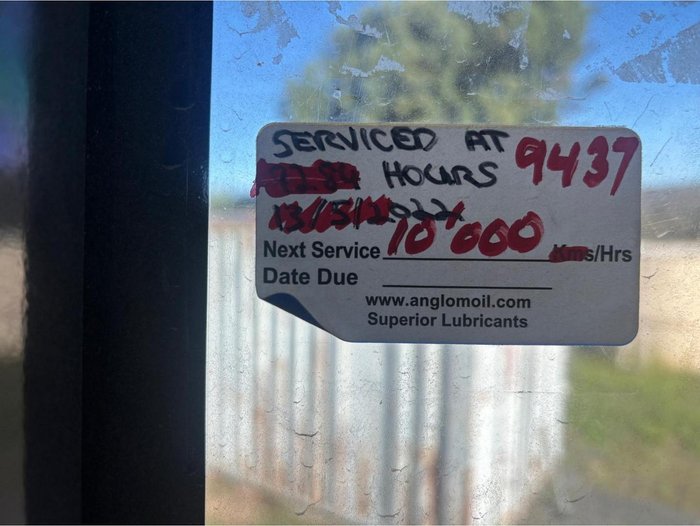 SERVICED AT 9437
HOURS
13/5/2022
Next Service 10'000 Kms/Hrs
Date Due
www.anglomoil.com
Superior Lubricants